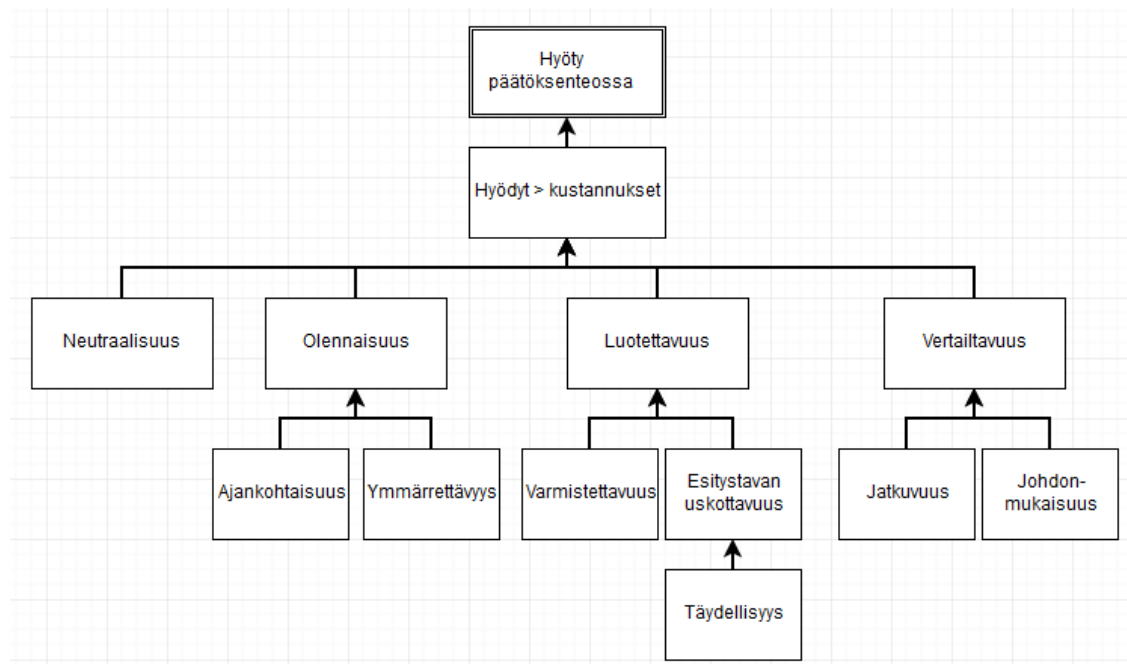 Hyöty
päätöksenteossa
Hyödyt > kustannukset
Neutraalisuus
Olennaisuus
Luotettavuus
Vertailtavuus
Ajankohtaisuus
Ymmärrettävyys
Varmistettavuus
Esitystavan
uskottavuus
Jatkuvuus
Johdon-
mukaisuus
Täydellisyys